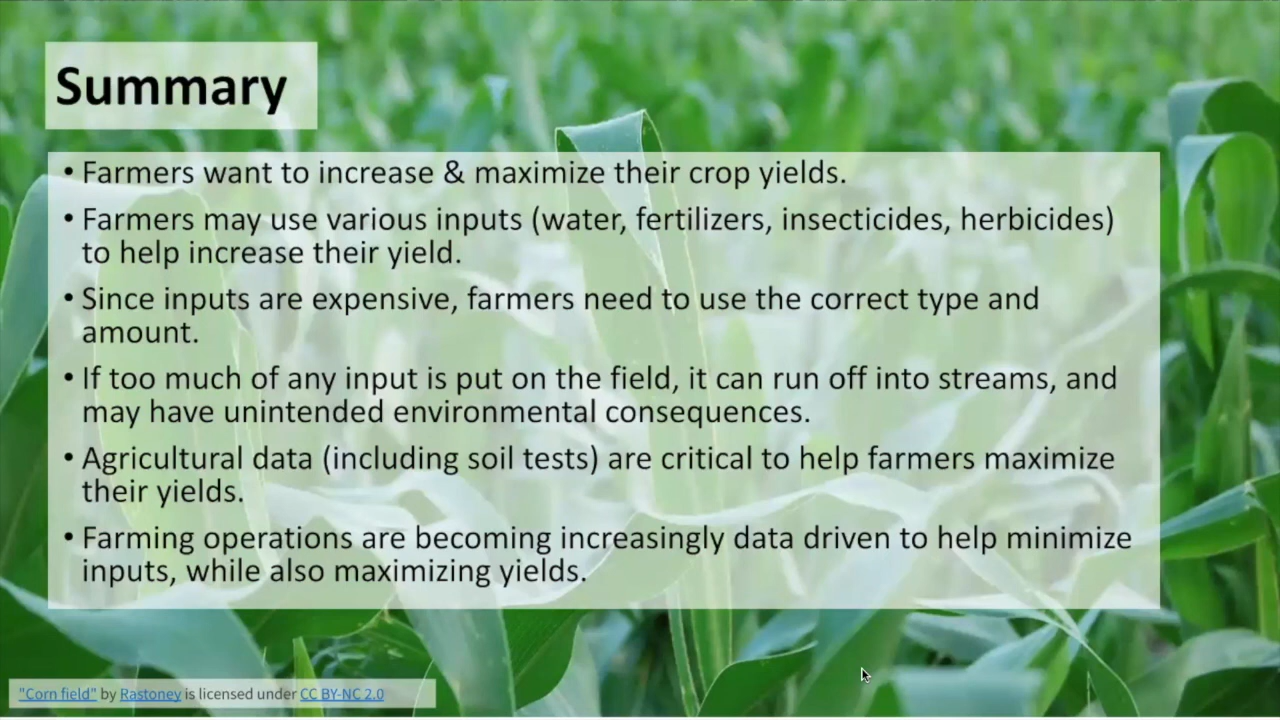 Summary
• Farmers want to increase & maximize their crop yields.
• Farmers may use various inputs (water, fertilizers, insecticides, herbicides)
to help increase their yield.
• Since inputs are expensive, farmers need to use the correct type and
amount.
• If too much of any input is put on the field, it can run off into streams, and
may have unintended environmental consequences.
• Agricultural data (including soil tests) are critical to help farmers maximize
their yields.
• Farming operations are becoming increasingly data driven to help minimize
inputs, while also maximizing yields.
"Corn field" by Rastoney is licensed under CC BY-NC 2.0